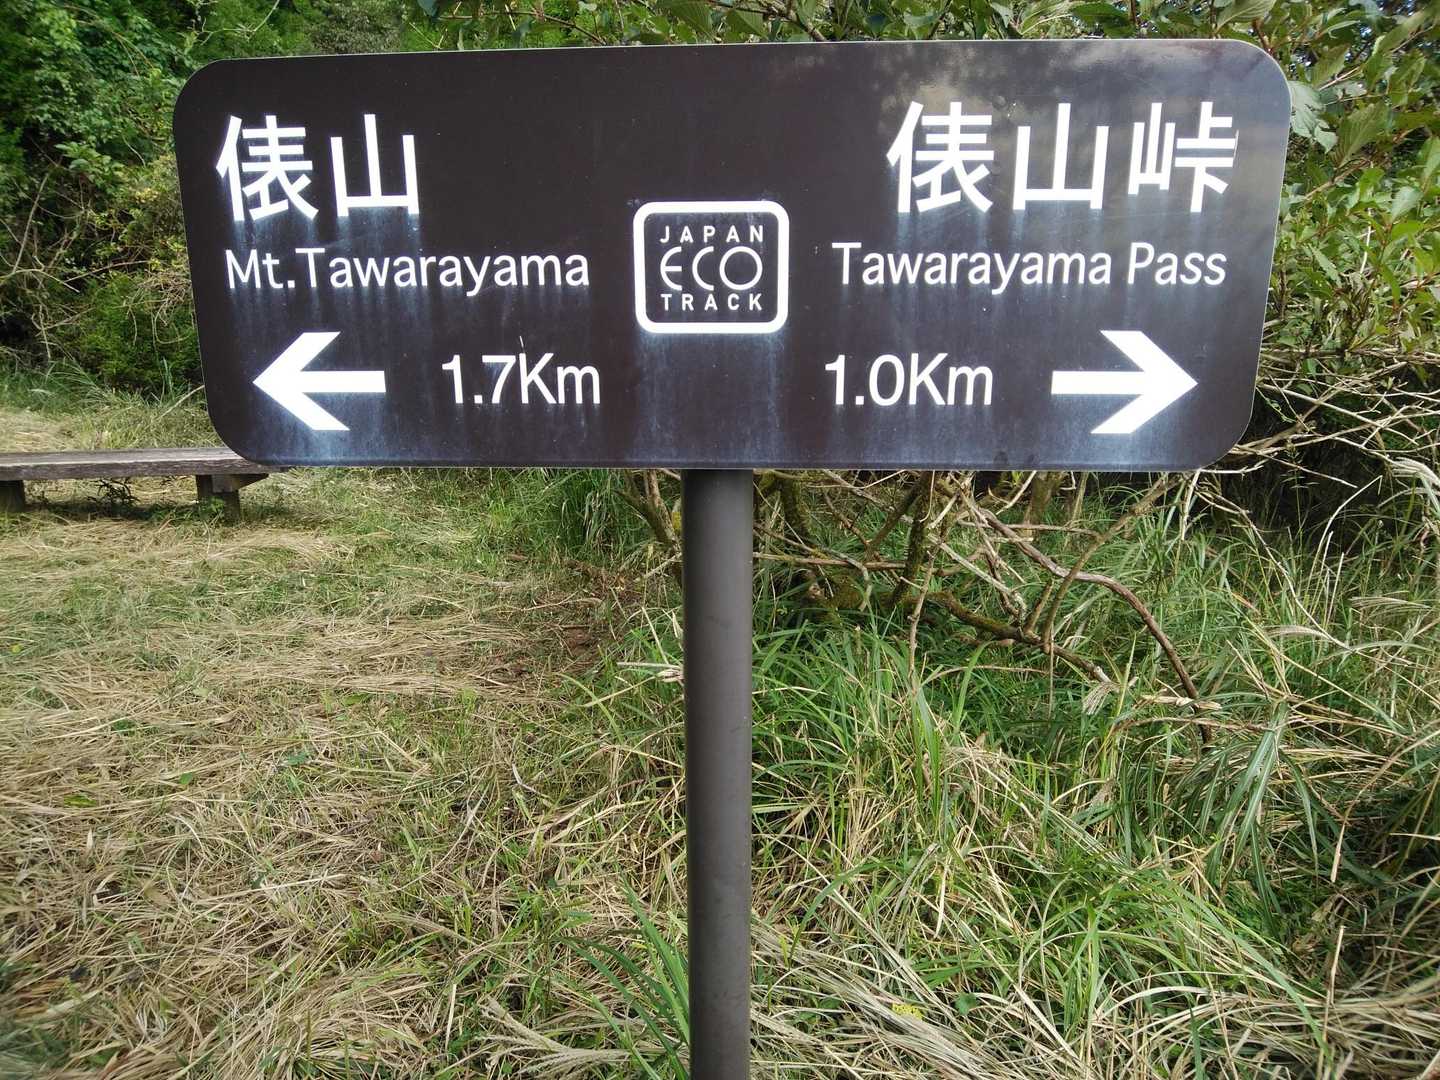 俵山
Mt.Tawarayama
← 1.7Km
JAPAN
ECO
TRACK
俵山峠
Tawarayama Pass
1.0Km →